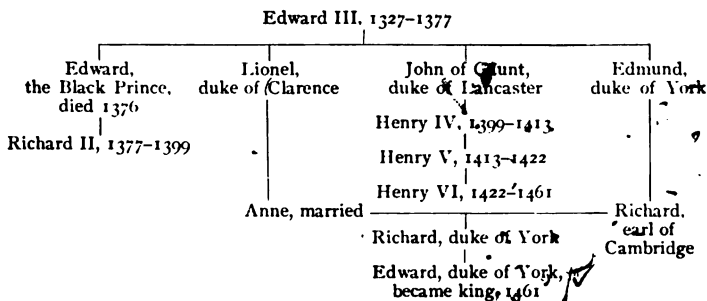 Edward III, 1327–1377
Edward,
the Black Prince,
died 1376
Richard II, 1377–1399
Lionel,
duke of Clarence
John of Gaunt,
duke of Lancaster
Henry IV, 1399–1413
Henry V, 1413–1422
Henry VI, 1422–1461
Edmund,
duke of York
Anne, married
Richard,
earl of
Cambridge
Richard, duke of York
Edward, duke of York,
became king, 1461